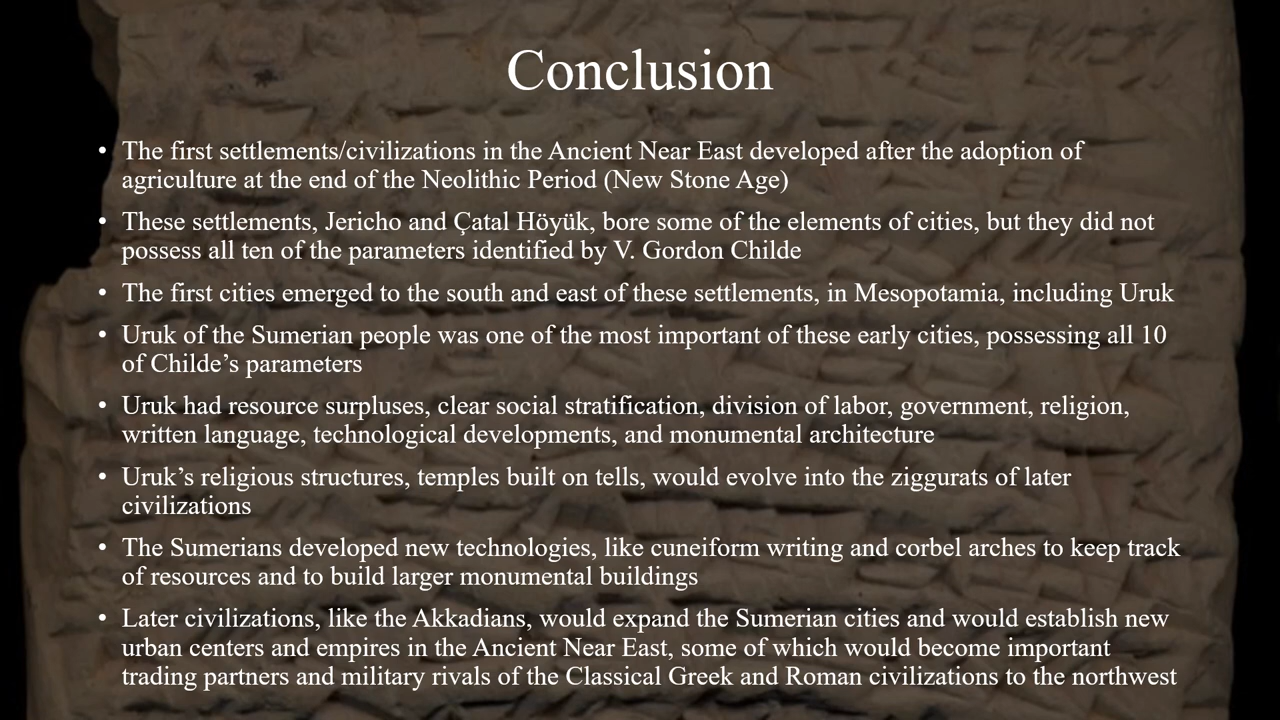 Conclusion
• The first settlements/civilizations in the Ancient Near East developed after the adoption of
agriculture at the end of the Neolithic Period (New Stone Age)
• These settlements, Jericho and Çatal Höyük, bore some of the elements of cities, but they did not
possess all ten of the parameters identified by V. Gordon Childe
• The first cities emerged to the south and east of these settlements, in Mesopotamia, including Uruk
• Uruk of the Sumerian people was one of the most important of these early cities, possessing all 10
of Childe’s parameters
• Uruk had resource surpluses, clear social stratification, division of labor, government, religion,
written language, technological developments, and monumental architecture
• Uruk’s religious structures, temples built on tells, would evolve into the ziggurats of later
civilizations
• The Sumerians developed new technologies, like cuneiform writing and corbel arches to keep track
of resources and to build larger monumental buildings
• Later civilizations, like the Akkadians, would expand the Sumerian cities and would establish new
urban centers and empires in the Ancient Near East, some of which would become important
trading partners and military rivals of the Classical Greek and Roman civilizations to the northwest